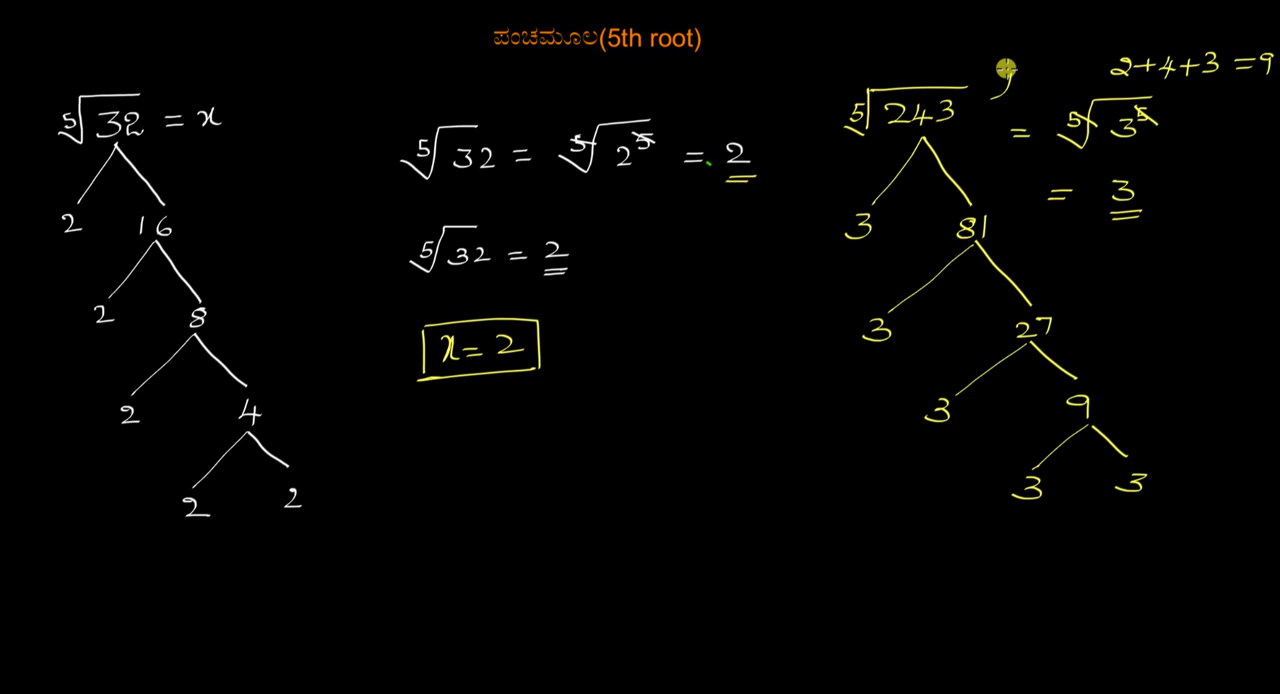 ಪಂಚಮೂಲ(5th root)
⁵√32 = x
2 16
2 8
2 4
2 2
⁵√32 = ⁵√2⁵ = 2
⁵√32 = 2
x = 2
2+4+3 = 9
⁵√243 = ⁵√3⁵
= 3
3 81
3 27
3 9
3 3